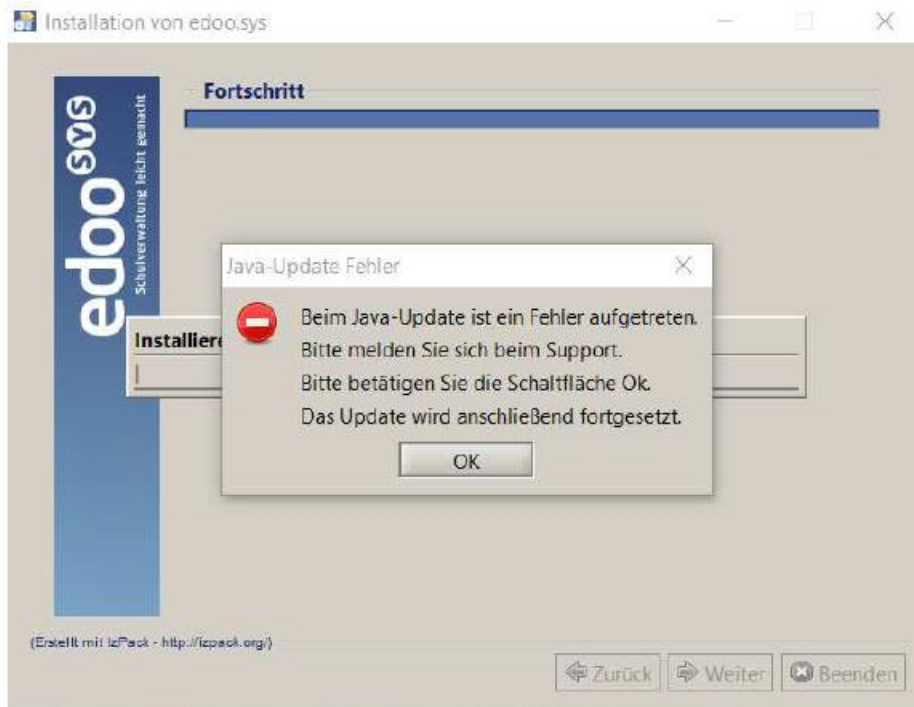 Installation von edoo.sys
Fortschritt
edoo sys
Schulverwaltung leicht gemacht
Java-Update Fehler
Beim Java-Update ist ein Fehler aufgetreten.
Bitte melden Sie sich beim Support.
Bitte betätigen Sie die Schaltfläche Ok.
Das Update wird anschließend fortgesetzt.
OK
(Erstellt mit IzPack - http://izpack.org/)
Zurück
Weiter
Beenden